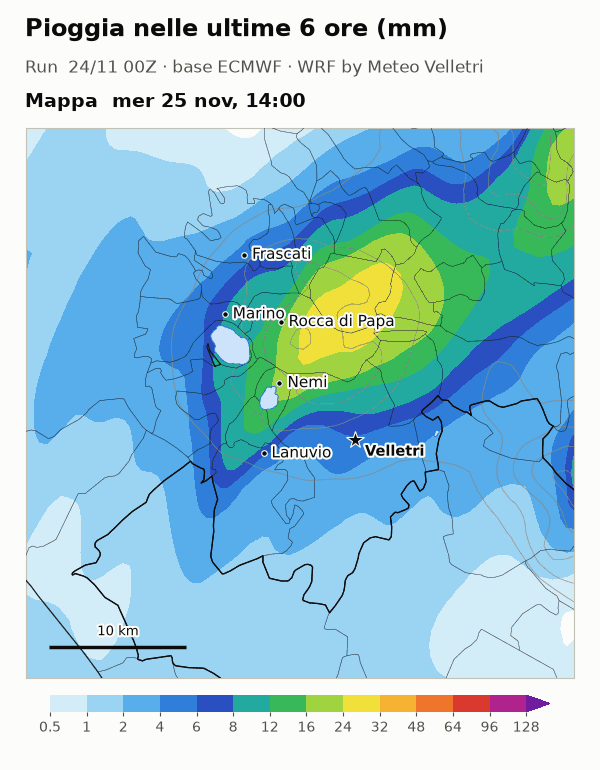 Pioggia nelle ultime 6 ore (mm)
Run  24/11 00Z · base ECMWF · WRF by Meteo Velletri
Mappa  mer 25 nov, 14:00
Frascati
Marino
Rocca di Papa
Nemi
Velletri
Lanuvio
10 km
0.5 1 2 4 6 8 12 16 24 32 48 64 96 128